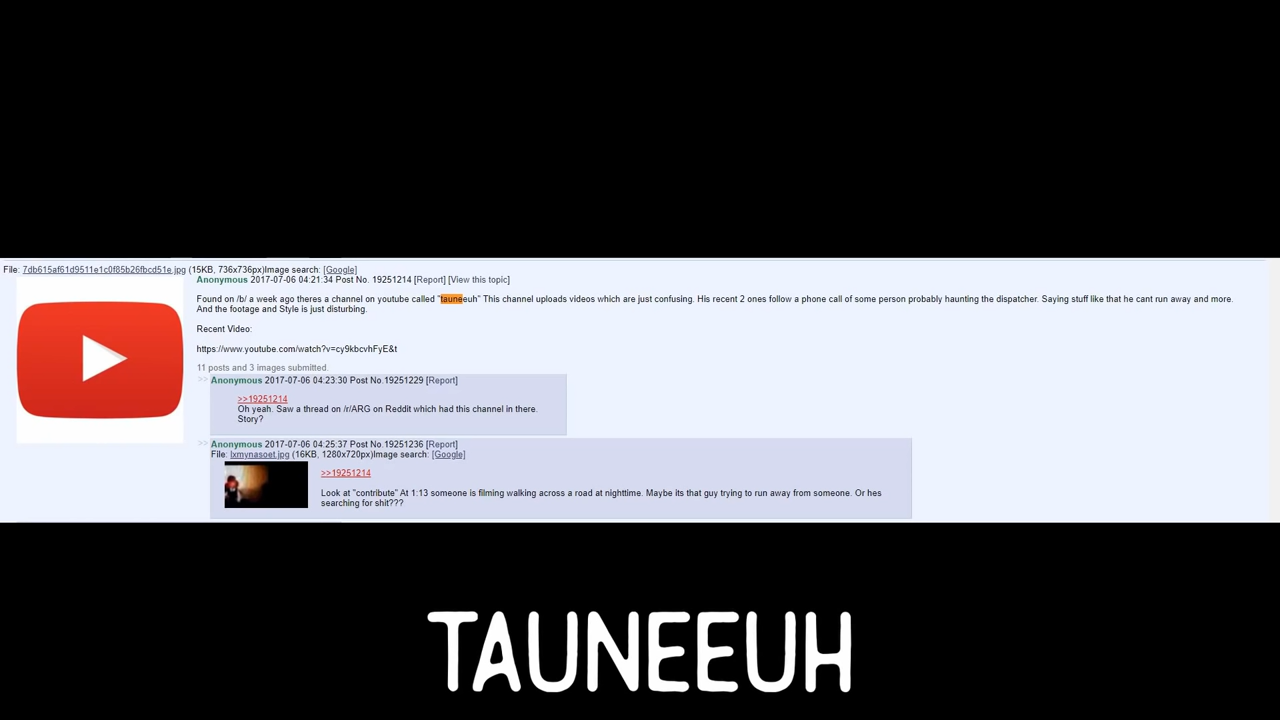 File: 7db615af61d9511e1c0f85b26fbcd51e.jpg (15KB, 736x736px)Image search: [Google]
Anonymous 2017-07-06 04:21:34 Post No. 19251214 [Report] [View this topic]
Found on /b/ a week ago theres a channel on youtube called "tauneeuh" This channel uploads videos which are just confusing. His recent 2 ones follow a phone call of some person probably haunting the dispatcher. Saying stuff like that he cant run away and more.
And the footage and Style is just disturbing.
Recent Video:
https://www.youtube.com/watch?v=cy9kbcvhFyE&t
11 posts and 3 images submitted.
>> Anonymous 2017-07-06 04:23:30 Post No.19251229 [Report]
>>19251214
Oh yeah. Saw a thread on /r/ARG on Reddit which had this channel in there.
Story?
>> Anonymous 2017-07-06 04:25:37 Post No.19251236 [Report]
File: lxmynasoet.jpg (16KB, 1280x720px)Image search: [Google]
>>19251214
Look at "contribute" At 1:13 someone is filming walking across a road at nighttime. Maybe its that guy trying to run away from someone. Or hes
searching for shit???
TAUNEEUH